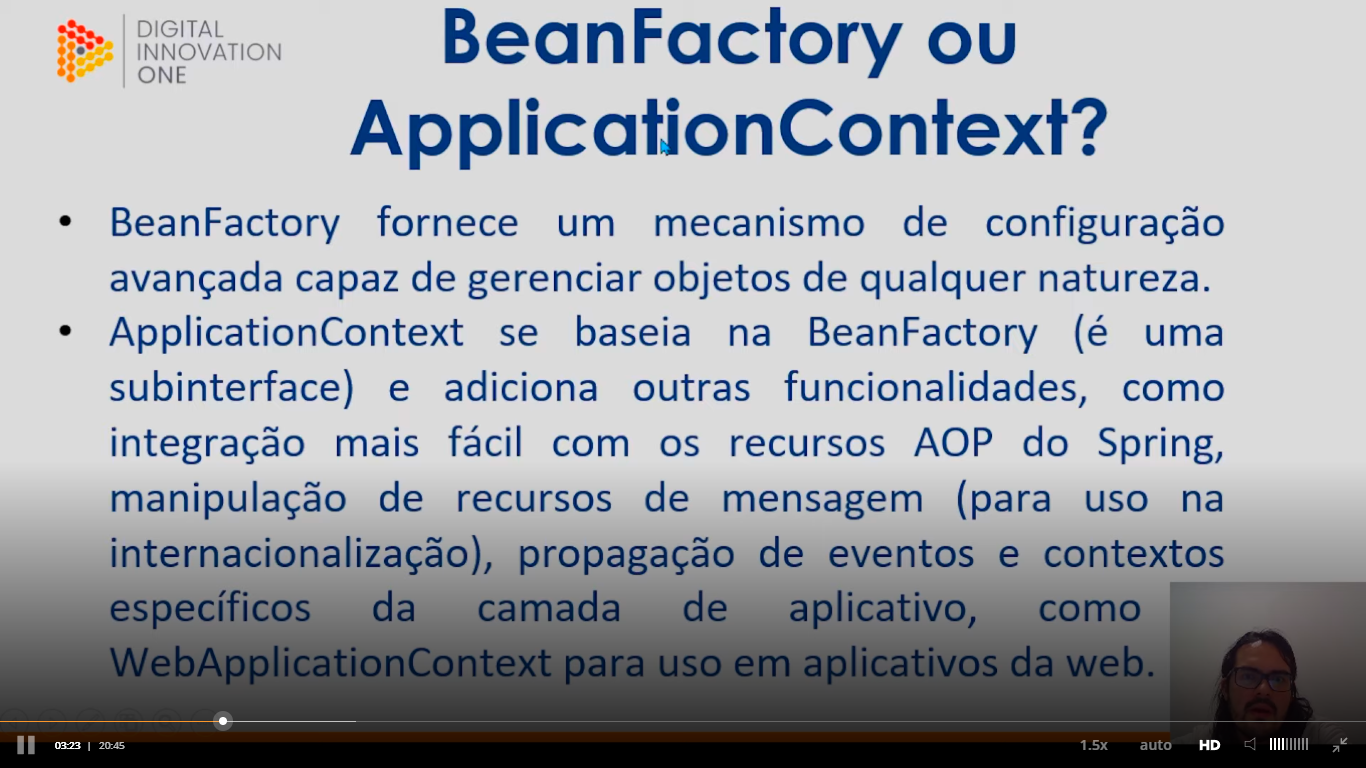 DIGITAL
INNOVATION
ONE
BeanFactory ou
ApplicationContext?
• BeanFactory fornece um mecanismo de configuração
avançada capaz de gerenciar objetos de qualquer natureza.
• ApplicationContext se baseia na BeanFactory (é uma
subinterface) e adiciona outras funcionalidades, como
integração mais fácil com os recursos AOP do Spring,
manipulação de recursos de mensagem (para uso na
internacionalização), propagação de eventos e contextos
específicos da camada de aplicativo, como
WebApplicationContext para uso em aplicativos da web.
03:23 | 20:45 1.5x auto HD